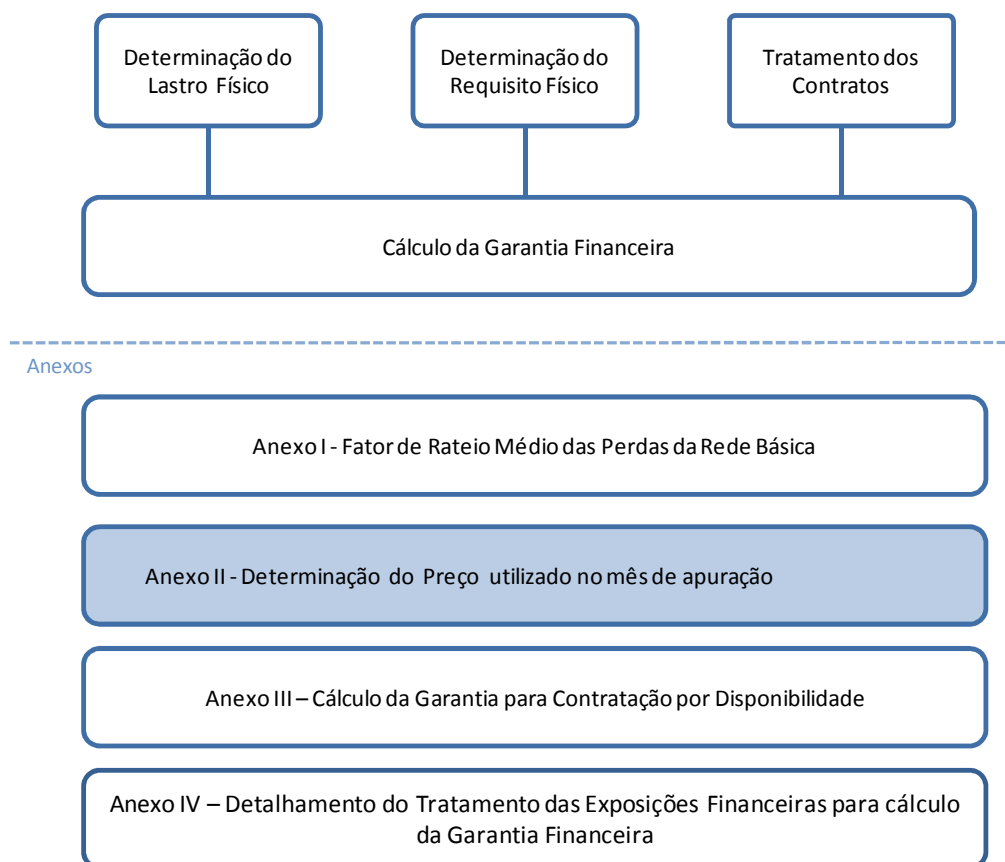 Determinação do
Lastro Físico
Determinação do
Requisito Físico
Tratamento dos
Contratos
Cálculo da Garantia Financeira
Anexos
Anexo I - Fator de Rateio Médio das Perdas da Rede Básica
Anexo II - Determinação do Preço utilizado no mês de apuração
Anexo III – Cálculo da Garantia para Contratação por Disponibilidade
Anexo IV – Detalhamento do Tratamento das Exposições Financeiras para cálculo
da Garantia Financeira